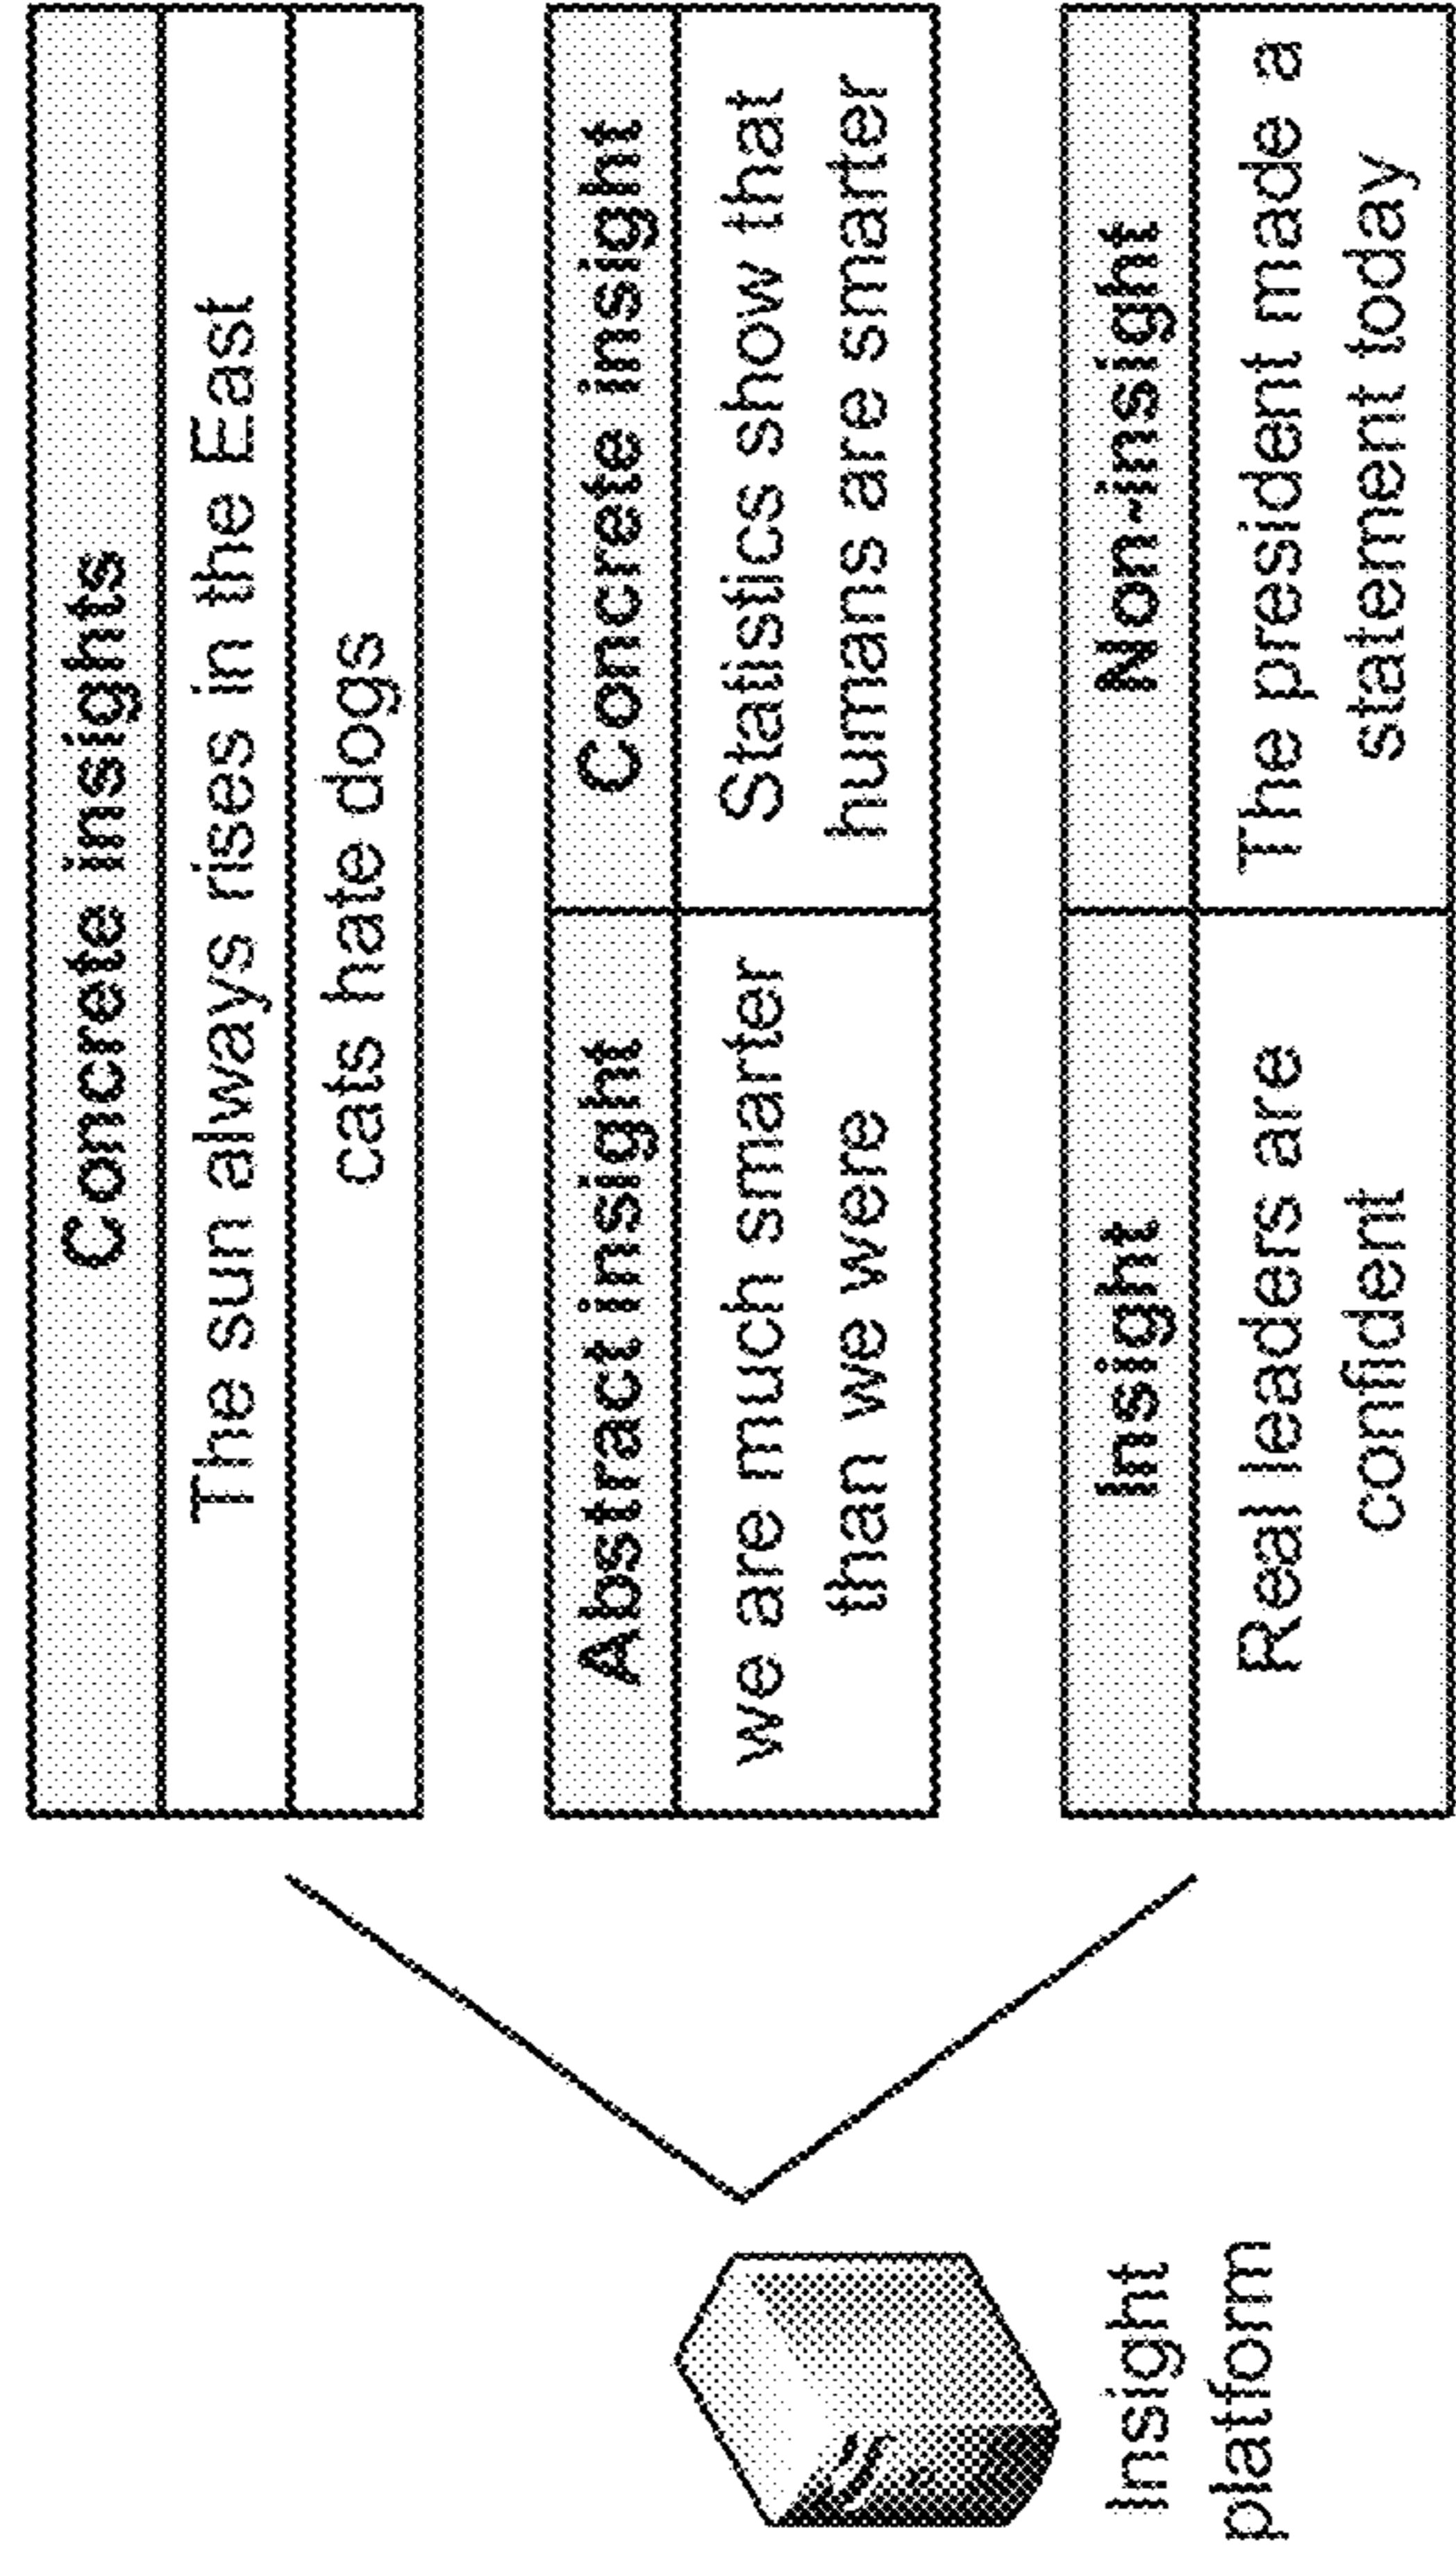 Concrete insights
The sun always rises in the East
cats hate dogs
Abstract insight
Concrete insight
we are much smarter
than we were
Statistics show that
humans are smarter
Insight
Non-insight
Real leaders are
confident
The president made a
statement today
Insight
platform